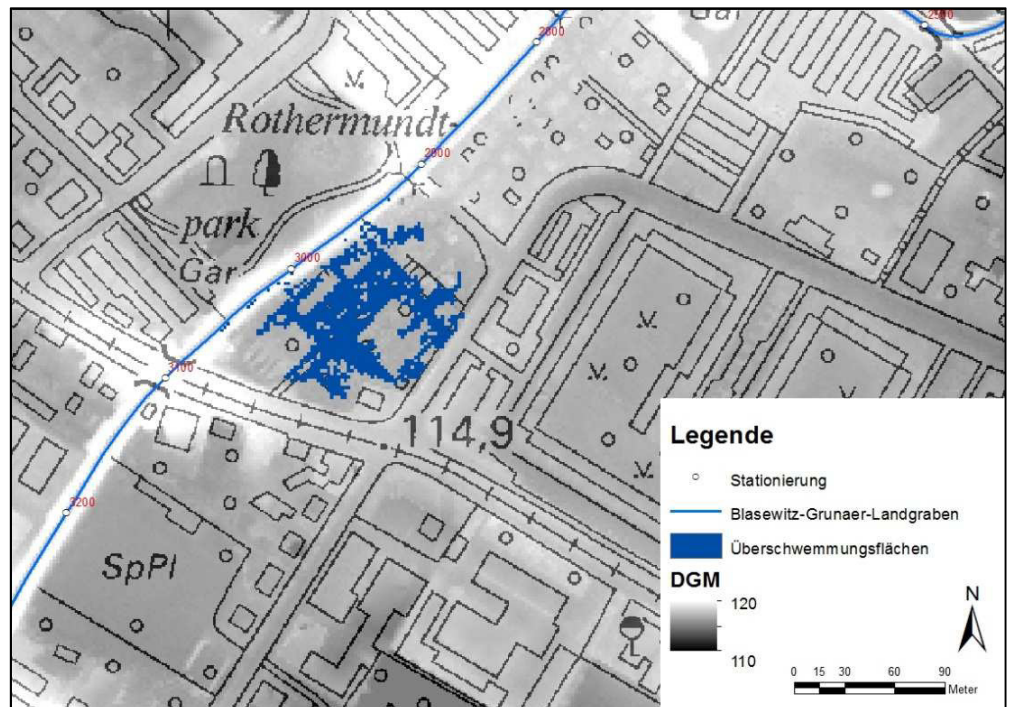 Gar
2500
2800
Rothermundt-
2900
park
3000
Gar
3100
114,9
3200
SpPl
Legende
Stationierung
Blasewitz-Grunaer-Landgraben
Überschwemmungsflächen
DGM
120
110
N
0 15 30 60 90
Meter